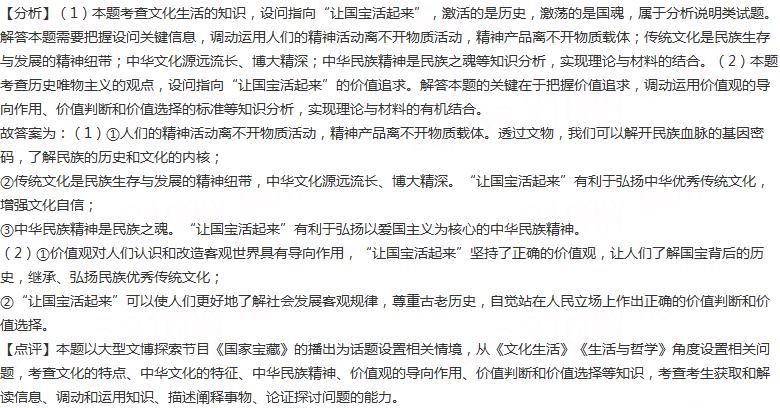 【分析】（1）本题考查文化生活的知识，设问指向“让国宝活起来”，激活的是历史，激荡的是国魂，属于分析说明类试题。
解答本题需要把握设问关键信息，调动运用人们的精神活动离不开物质活动，精神产品离不开物质载体；传统文化是民族生存
与发展的精神纽带；中华文化源远流长、博大精深；中华民族精神是民族之魂等知识分析，实现理论与材料的结合。（2）本题
考查历史唯物主义的观点，设问指向“让国宝活起来”的价值追求。解答本题的关键在于把握价值追求，调动运用价值观的导
向作用、价值判断和价值选择的标准等知识分析，实现理论与材料的有机结合。
故答案为：（1）①人们的精神活动离不开物质活动，精神产品离不开物质载体。透过文物，我们可以解开民族血脉的基因密
码，了解民族的历史和文化的内核；
②传统文化是民族生存与发展的精神纽带，中华文化源远流长、博大精深。“让国宝活起来”有利于弘扬中华优秀传统文化，
增强文化自信；
③中华民族精神是民族之魂。“让国宝活起来”有利于弘扬以爱国主义为核心的中华民族精神。
（2）①价值观对人们认识和改造客观世界具有导向作用，“让国宝活起来”坚持了正确的价值观，让人们了解国宝背后的历
史，继承、弘扬民族优秀传统文化；
②“让国宝活起来”可以使人们更好地了解社会发展客观规律，尊重古老历史，自觉站在人民立场上作出正确的价值判断和价
值选择。
【点评】本题以大型文博探索节目《国家宝藏》的播出为话题设置相关情境，从《文化生活》《生活与哲学》角度设置相关问
题，考查文化的特点、中华文化的特征、中华民族精神、价值观的导向作用、价值判断和价值选择等知识，考查考生获取和解
读信息、调动和运用知识、描述阐释事物、论证探讨问题的能力。